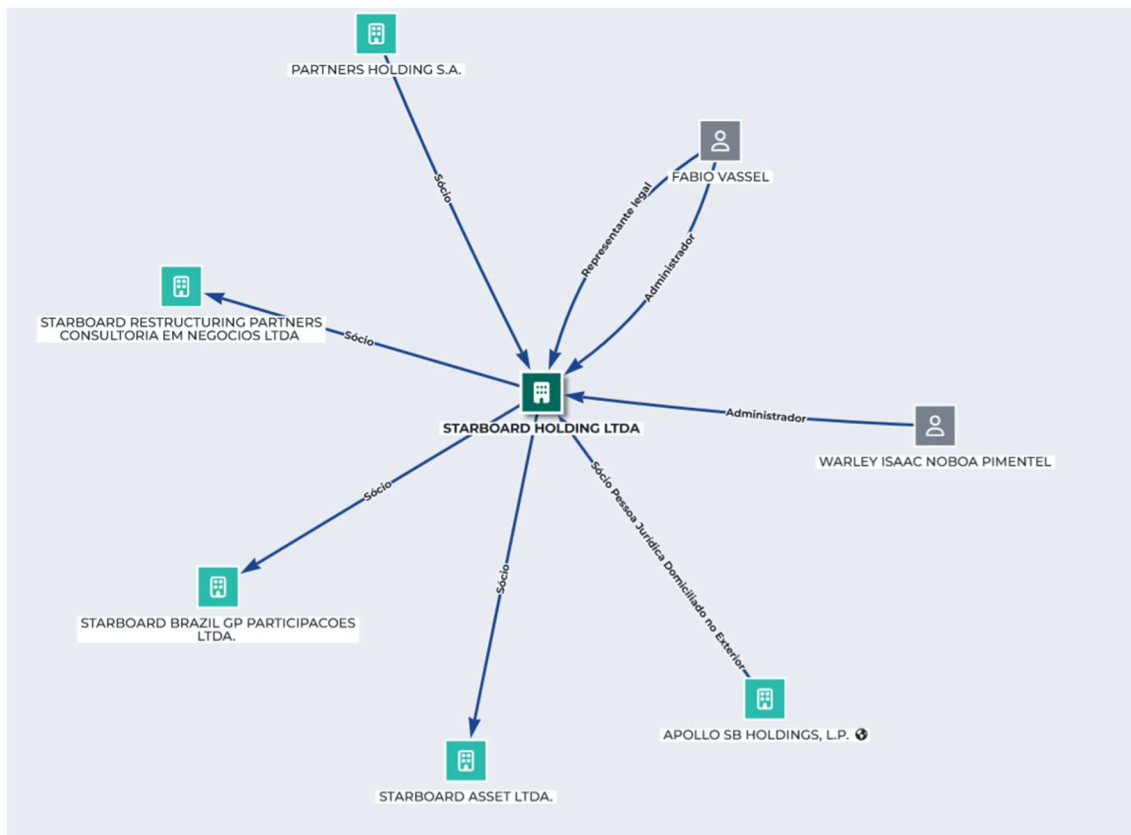 PARTNERS HOLDING S.A.
Sócio
FABIO VASSEL
Representante legal
Administrador
STARBOARD RESTRUCTURING PARTNERS
CONSULTORIA EM NEGOCIOS LTDA
Sócio
STARBOARD HOLDING LTDA
Administrador
WARLEY ISAAC NOBOA PIMENTEL
Sócio
Sócio
Sócio Pessoa Jurídica Domiciliado no Exterior
STARBOARD BRAZIL GP PARTICIPACOES
LTDA.
APOLLO SB HOLDINGS, L.P.
STARBOARD ASSET LTDA.